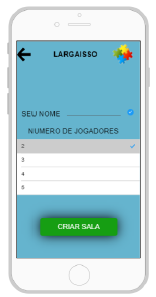 LARGAISSO
SEU NOME
NUMERO DE JOGADORES
2
3
4
5
CRIAR SALA